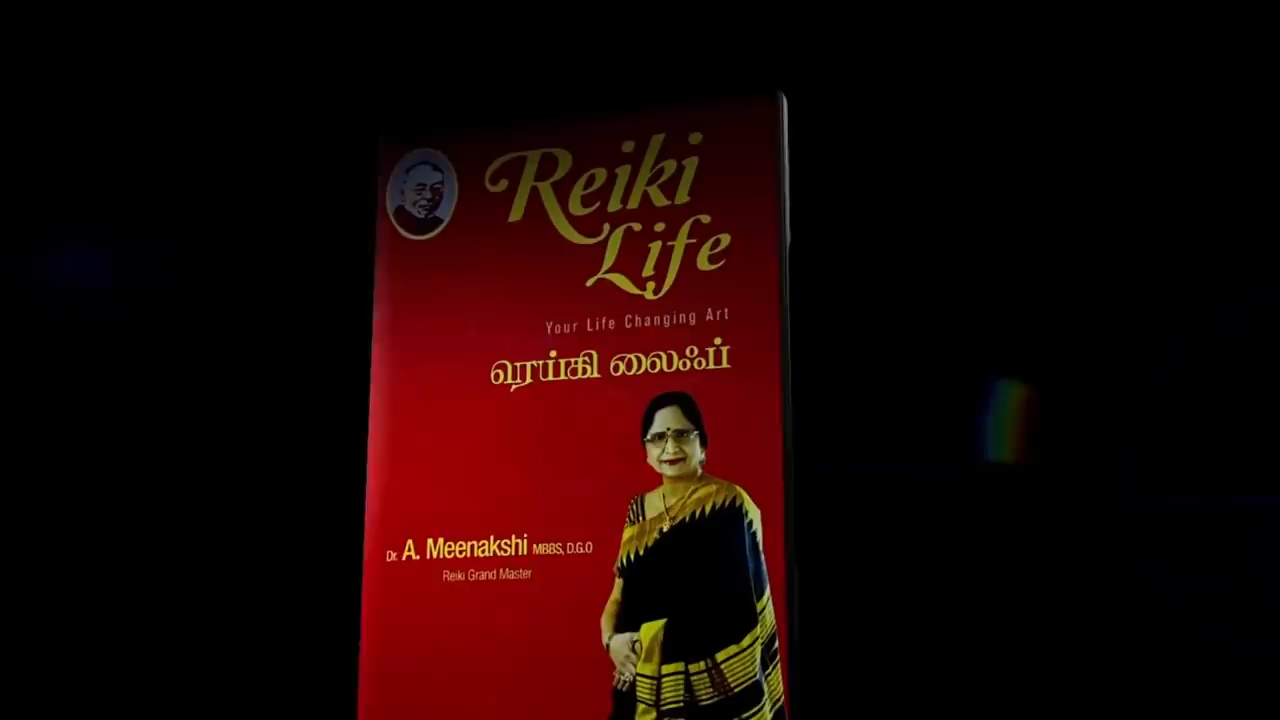 Reiki
Life
Your Life Changing Art
ரெய்கி லைஃப்
Dr. A. Meenakshi MBBS, D.G.O
Reiki Grand Master